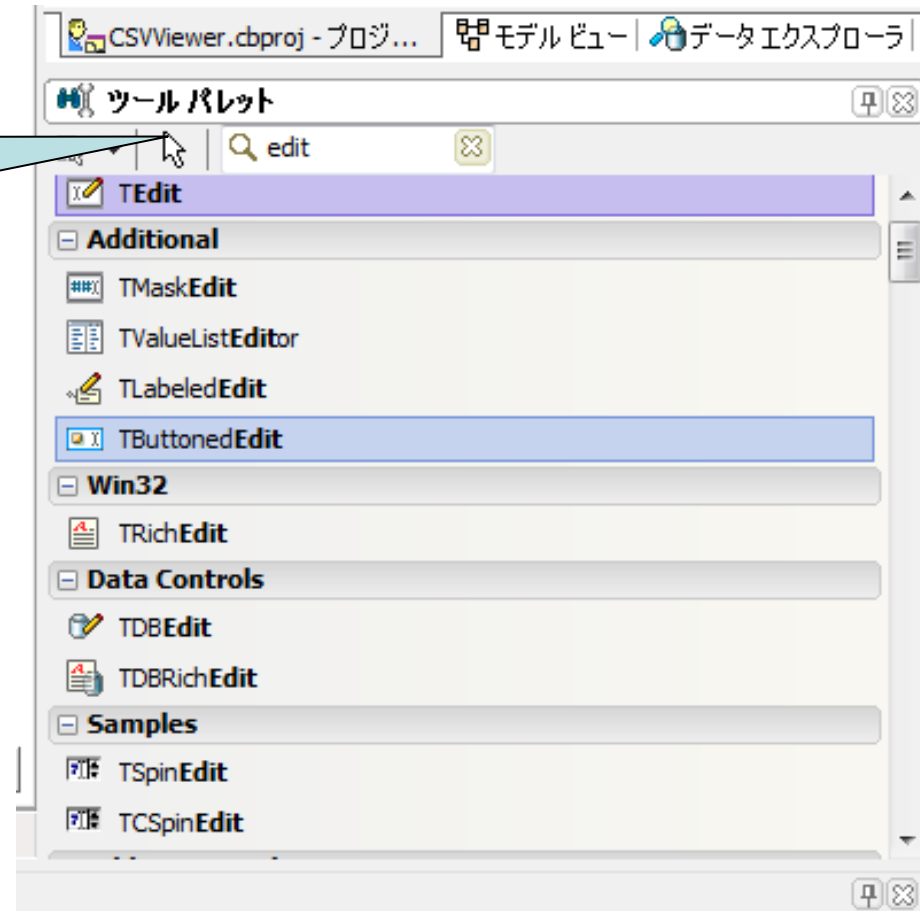 CSVViewer.cbproj - プロジ... モデル ビュー データ エクスプローラ
ツール パレット
edit
TEdit
Additional
TMaskEdit
TValueListEditor
TLabeledEdit
TButtonedEdit
Win32
TRichEdit
Data Controls
TDBEdit
TDBRichEdit
Samples
TSpinEdit
TCSpinEdit